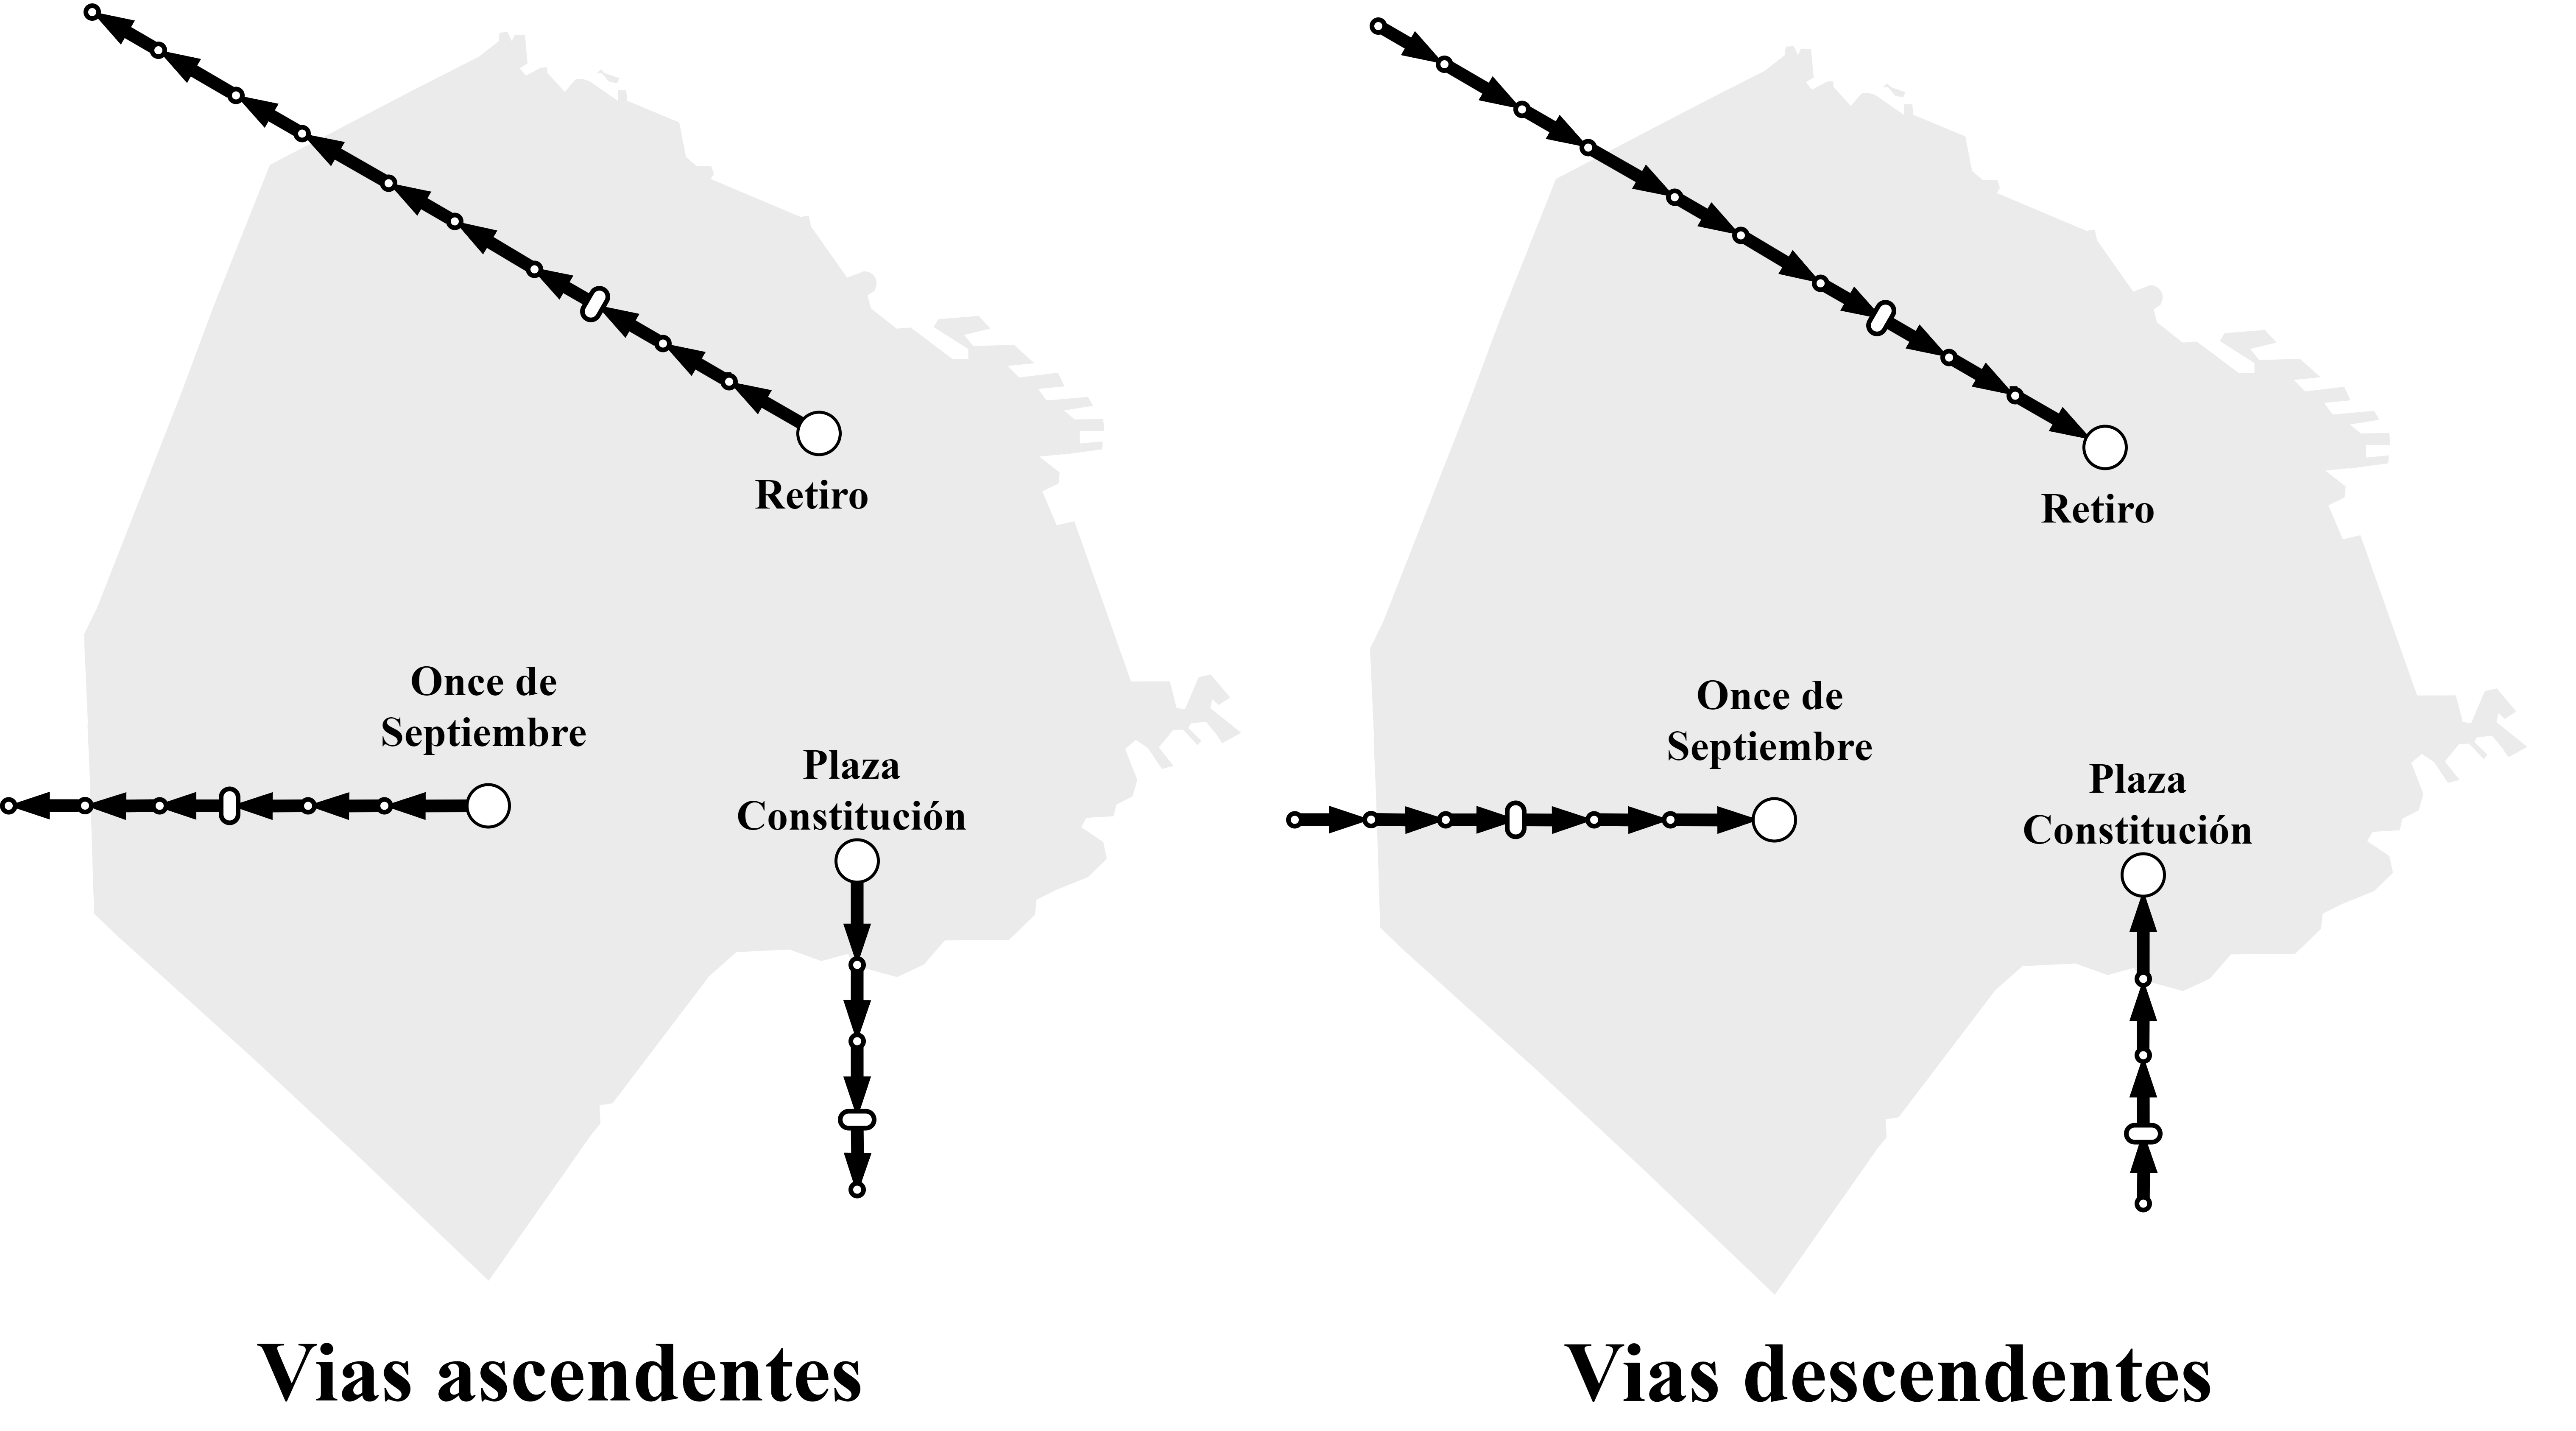 Retiro
Once de
Septiembre
Plaza
Constitución
Vias ascendentes
Retiro
Once de
Septiembre
Plaza
Constitución
Vias descendentes